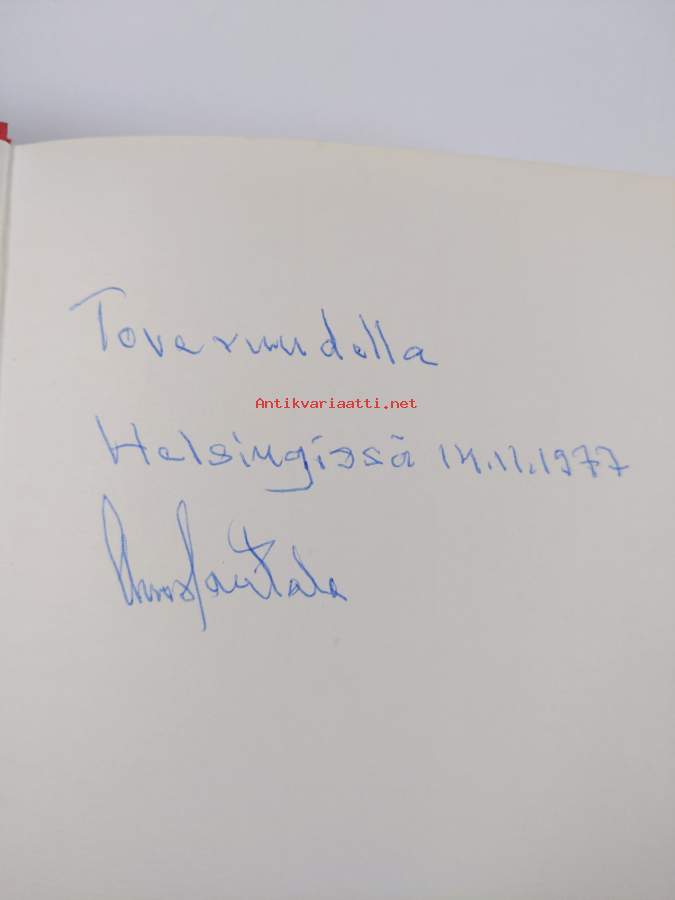 Toveruudella
Antikvariaatti.net
Helsingissä 14.11.1977